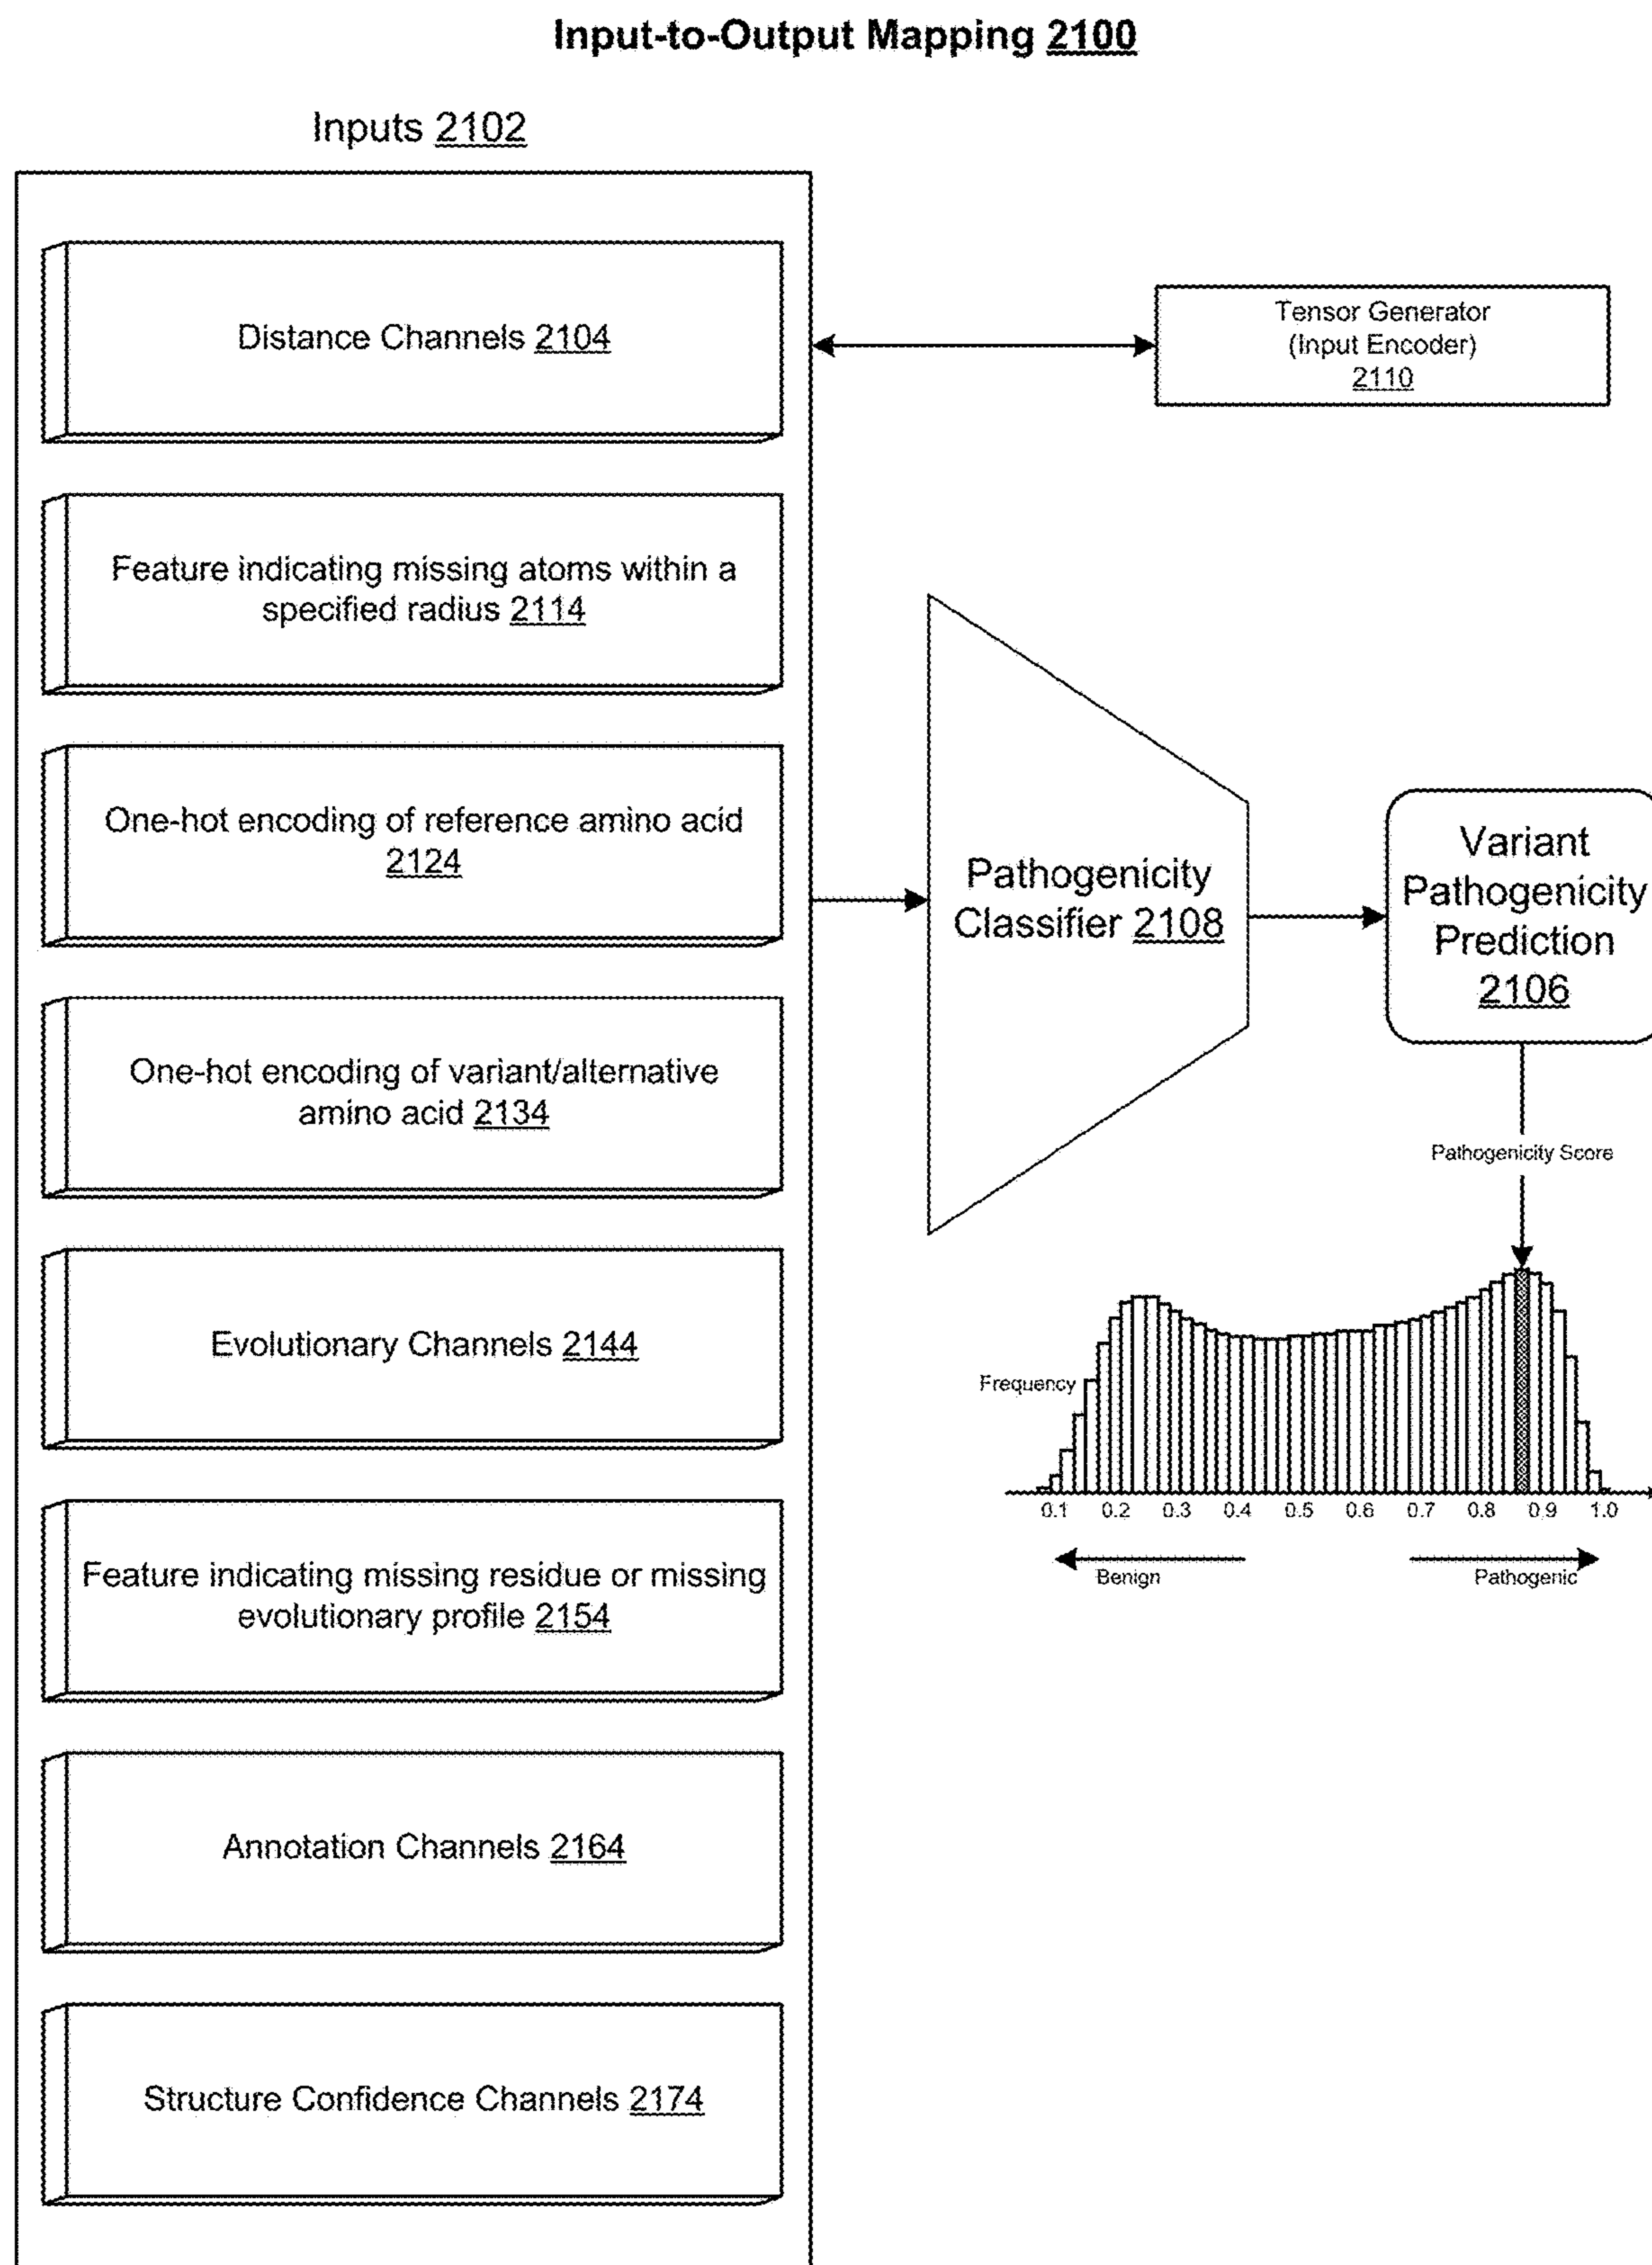 Input-to-Output Mapping 2100
Inputs 2102
Distance Channels 2104
Feature indicating missing atoms within a
specified radius 2114
One-hot encoding of reference amino acid
2124
One-hot encoding of variant/alternative
amino acid 2134
Evolutionary Channels 2144
Feature indicating missing residue or missing
evolutionary profile 2154
Annotation Channels 2164
Structure Confidence Channels 2174
Tensor Generator
(Input Encoder)
2110
Pathogenicity
Classifier 2108
Variant
Pathogenicity
Prediction
2106
Pathogenicity Score
Frequency
0.1 0.2 0.3 0.4 0.5 0.6 0.7 0.8 0.9 1.0
Benign
Pathogenic